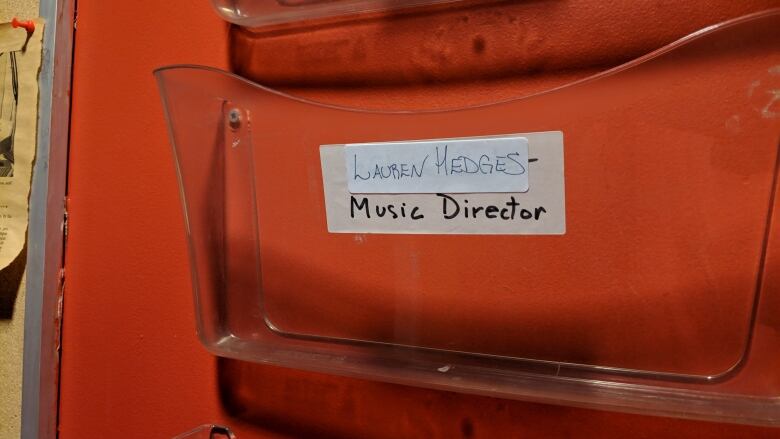 LAUREN HEDGES-
Music Director